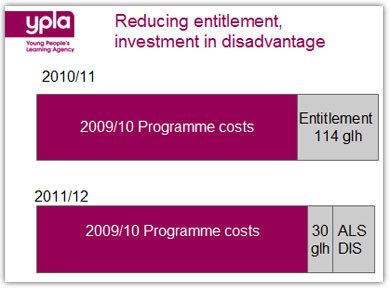 ypla
Young People's
Learning Agency
Reducing entitlement,
investment in disadvantage
2010/11
2009/10 Programme costs
Entitlement
114 glh
2011/12
2009/10 Programme costs
30
glh
ALS
DIS